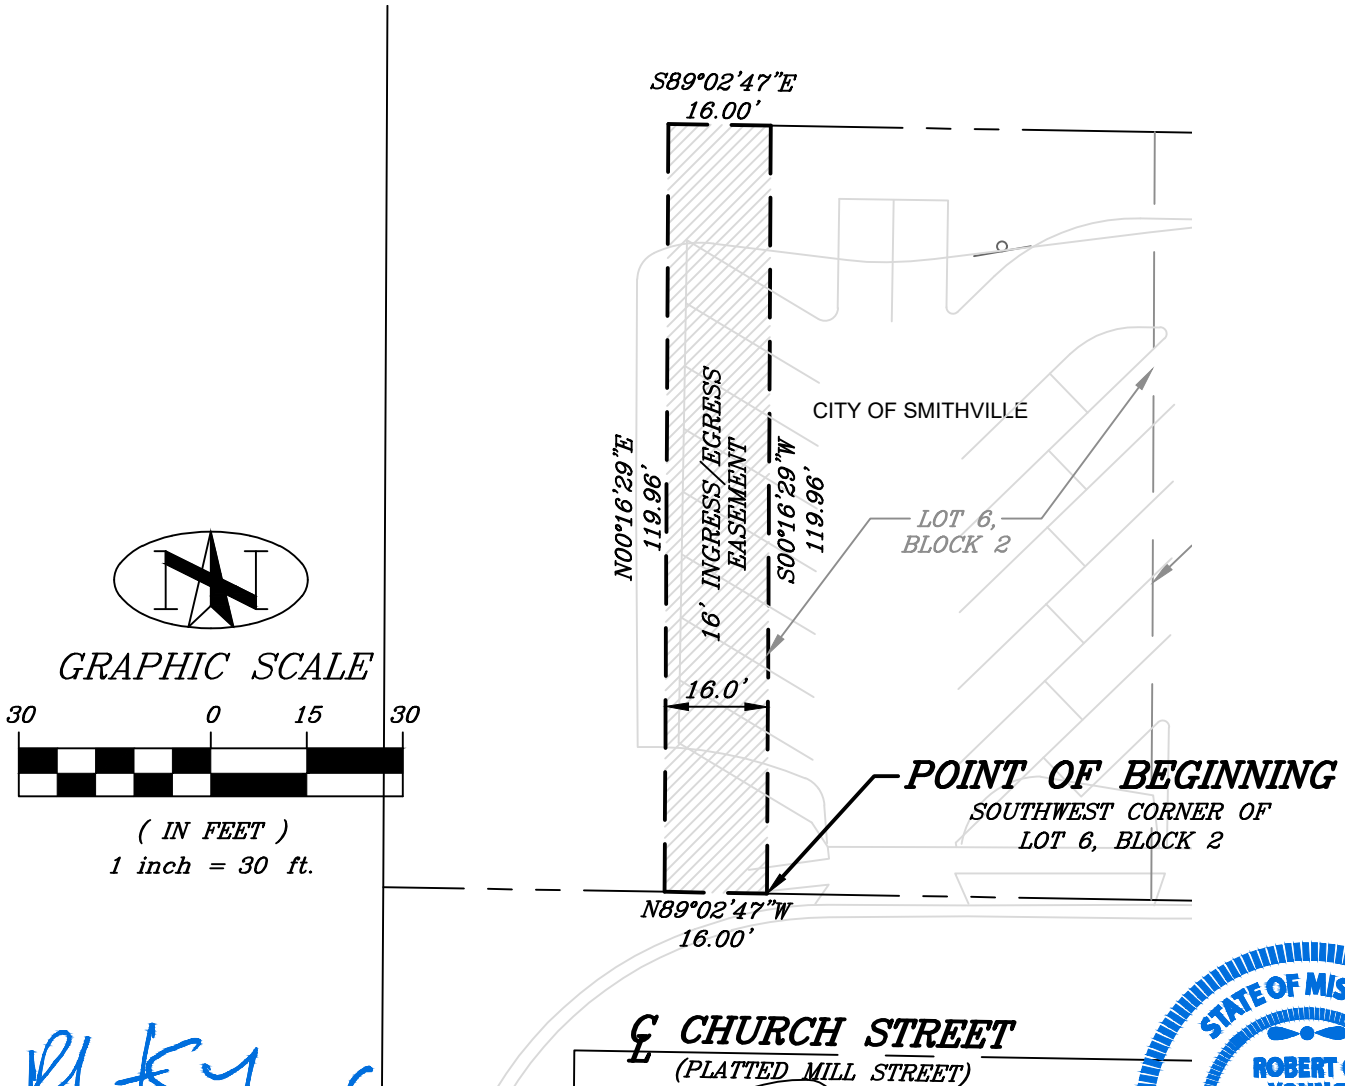 S89°02'47"E
16.00'
N00°16'29"E
119.96'
16' INGRESS/EGRESS
EASEMENT
S00°16'29"W
119.96'
CITY OF SMITHVILLE
LOT 6,
BLOCK 2
N
GRAPHIC SCALE
30 0 15 30
( IN FEET )
1 inch = 30 ft.
16.0'
POINT OF BEGINNING
SOUTHWEST CORNER OF
LOT 6, BLOCK 2
N89°02'47"W
16.00'
CL CHURCH STREET
(PLATTED MILL STREET)
STATE OF MIS
ROBERT